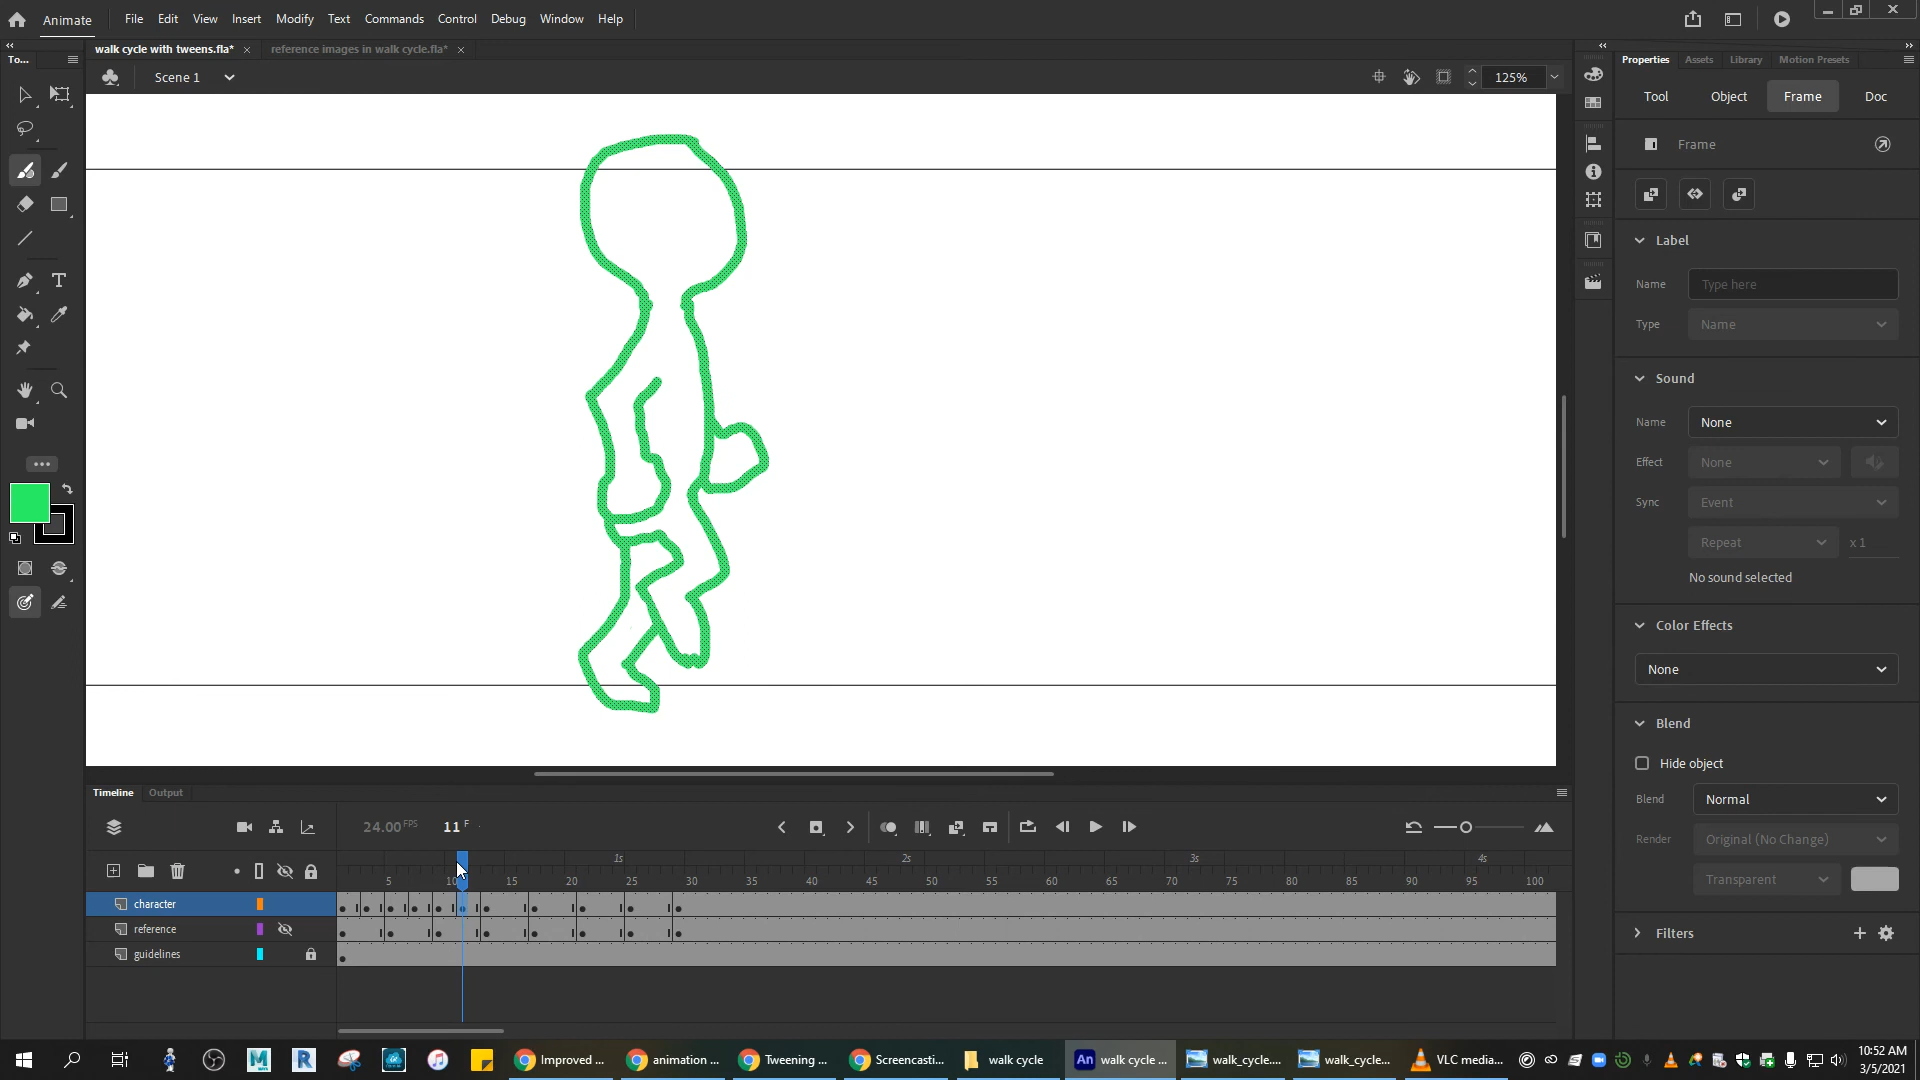 Animate File Edit View Insert Modify Text Commands Control Debug Window Help
walk cycle with tweens.fla* × reference images in walk cycle.fla* ×
To...
Scene 1
125%
Properties Assets Library Motion Presets
Tool Object Frame Doc
Frame
Label
Name Type here
Type Name
Sound
Name None
Effect None
Sync Event
Repeat x 1
No sound selected
Color Effects
None
Blend
Hide object
Blend Normal
Render Original (No Change)
Transparent
Filters
Timeline Output
24.00 FPS 11 F
1s 2s 3s 4s
5 10 15 20 25 30 35 40 45 50 55 60 65 70 75 80 85 90 95 100
character
reference
guidelines
Improved ... animation ... Tweening ... Screencasti... walk cycle An walk cycle ... walk_cycle.... walk_cycle... VLC media...
10:52 AM
3/5/2021